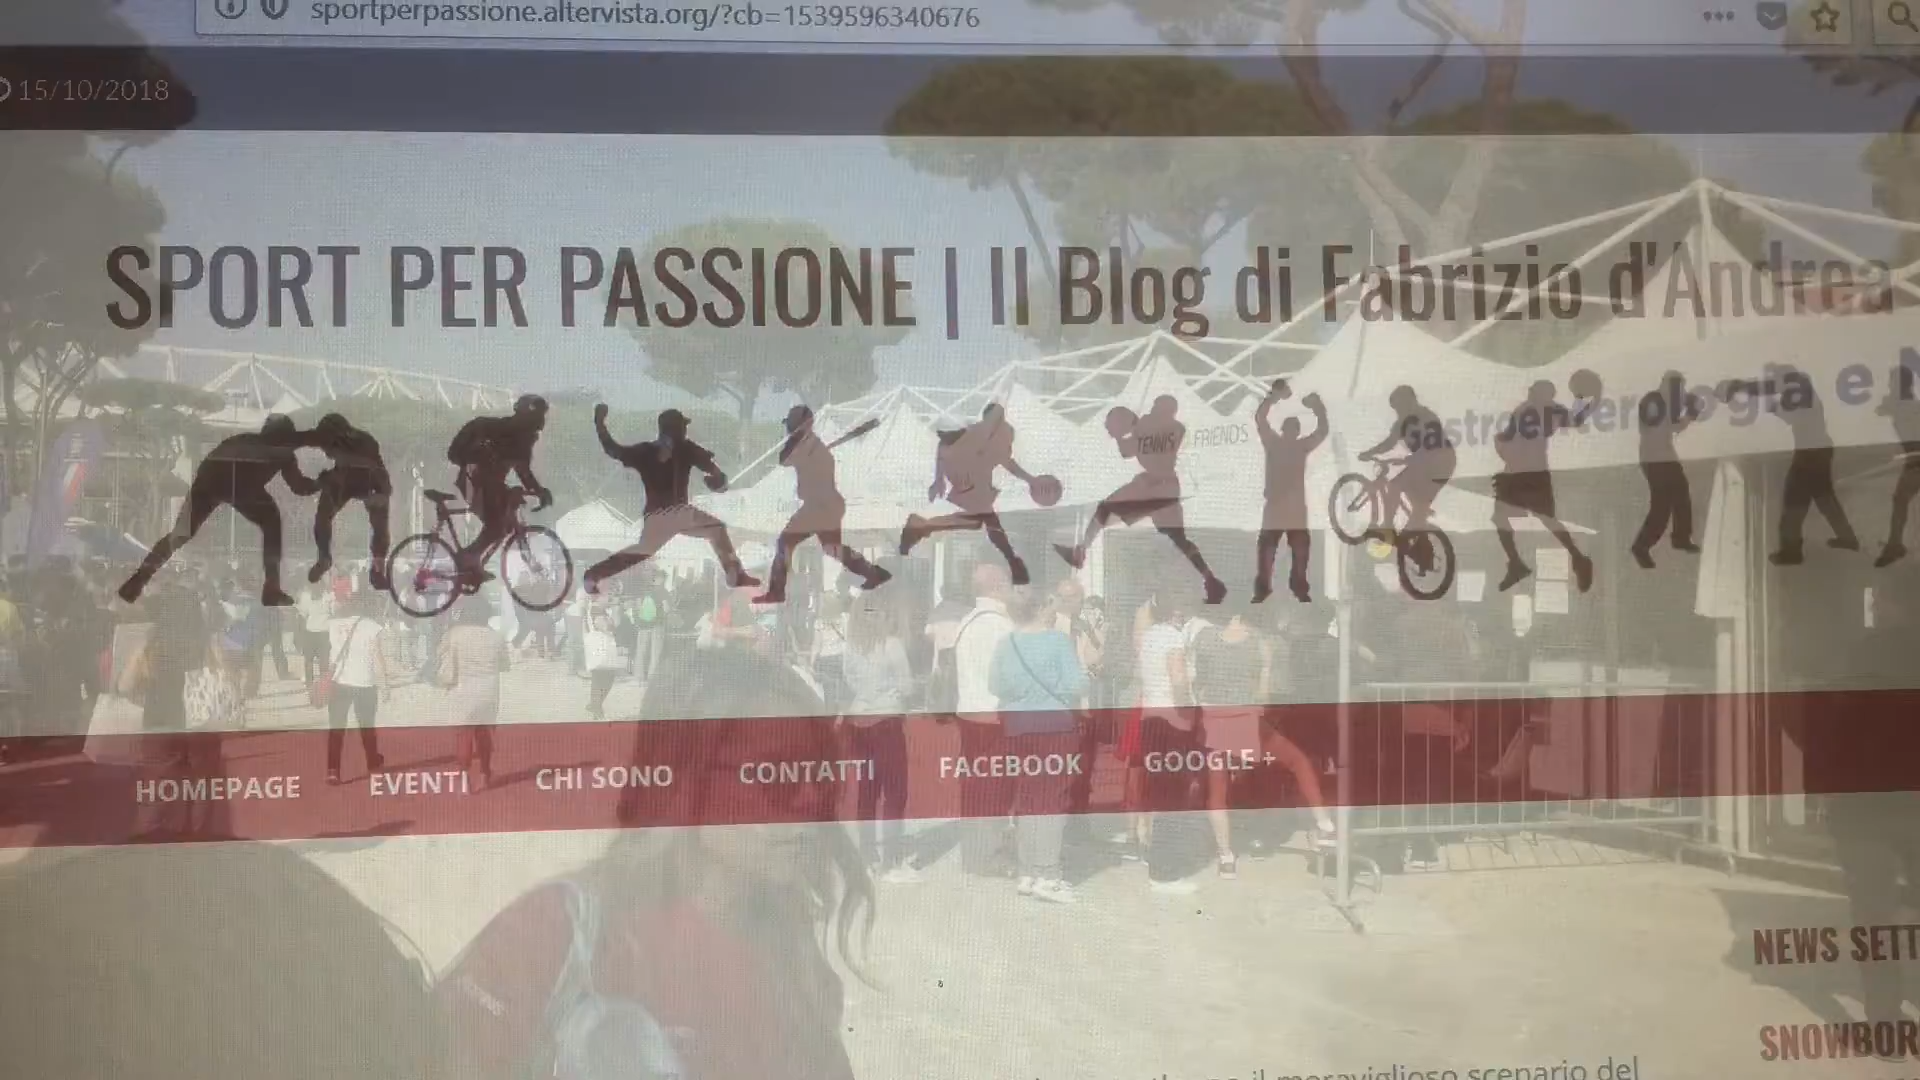 sportperpassione.altervista.org/?cb=1539596340676
15/10/2018
SPORT PER PASSIONE | Il Blog di Fabrizio d'Andrea
Gastroenterologia e
TENNIS FRIENDS
HOMEPAGE EVENTI CHI SONO CONTATTI FACEBOOK GOOGLE +
NEWS SETT
SNOWBOR
il meraviglioso scenario del